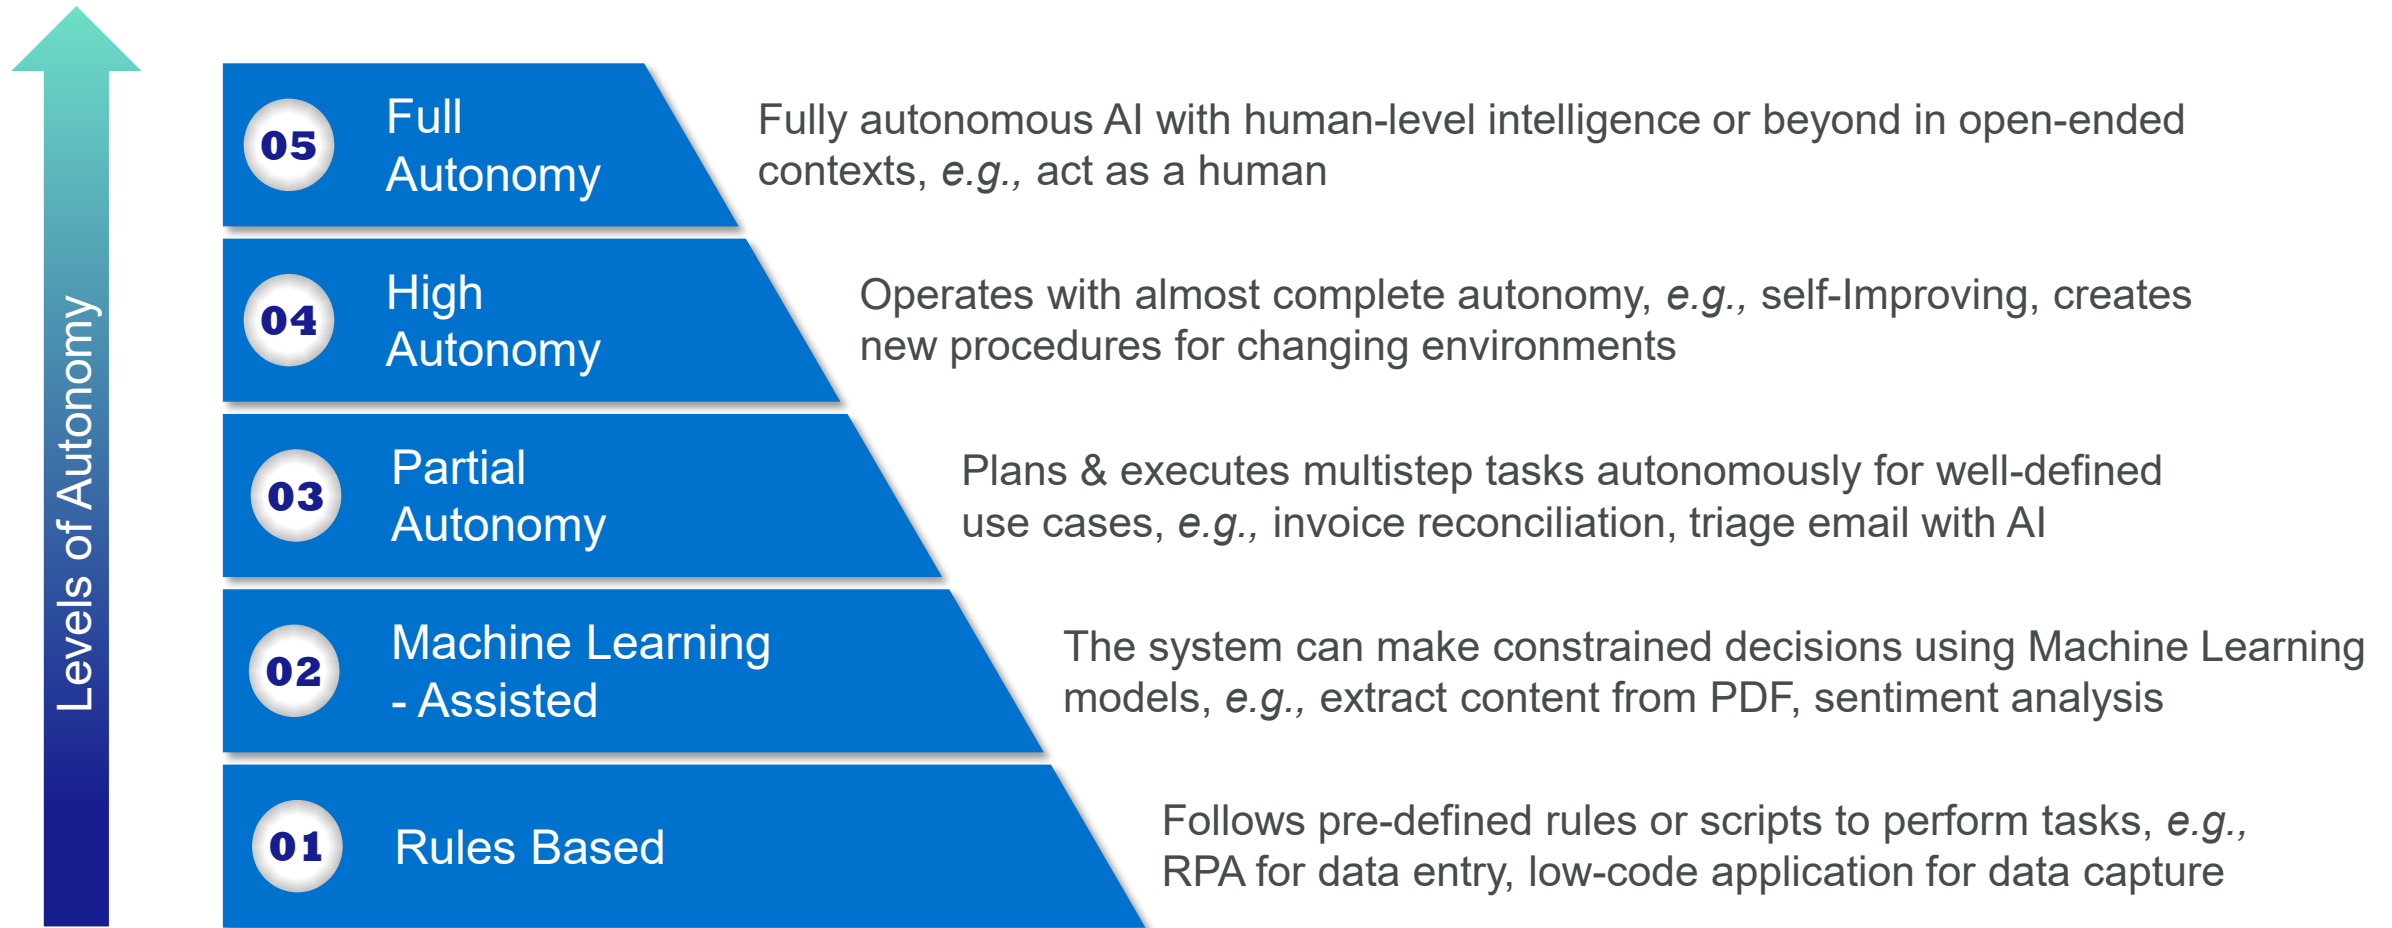 Levels of Autonomy
05
Full
Autonomy
Fully autonomous AI with human-level intelligence or beyond in open-ended
contexts, e.g., act as a human
04
High
Autonomy
Operates with almost complete autonomy, e.g., self-Improving, creates
new procedures for changing environments
03
Partial
Autonomy
Plans & executes multistep tasks autonomously for well-defined
use cases, e.g., invoice reconciliation, triage email with AI
02
Machine Learning
- Assisted
The system can make constrained decisions using Machine Learning
models, e.g., extract content from PDF, sentiment analysis
01
Rules Based
Follows pre-defined rules or scripts to perform tasks, e.g.,
RPA for data entry, low-code application for data capture